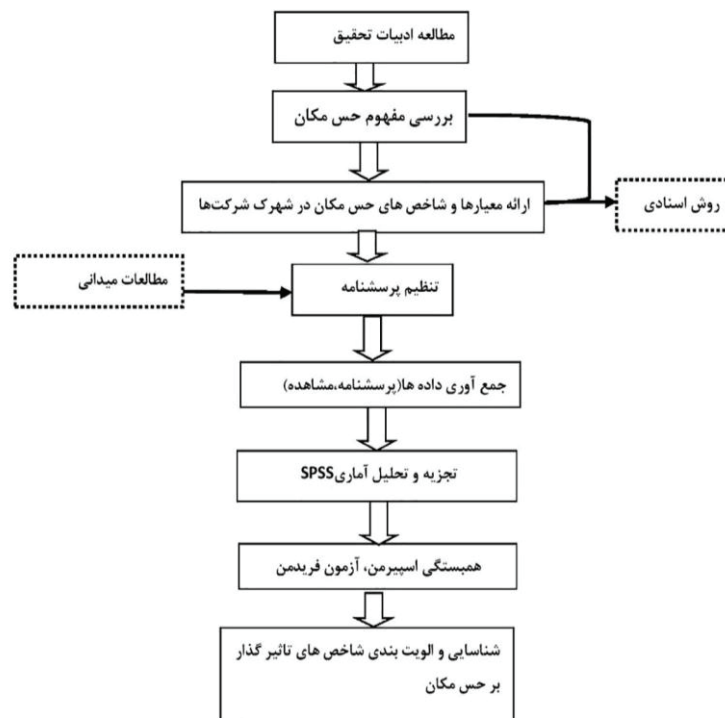 مطالعه ادبیات تحقیق
بررسی مفهوم حس مکان
ارائه معیارها و شاخص های حس مکان در شهرک شرکت‌ها
روش اسنادی
مطالعات میدانی
تنظیم پرسشنامه
جمع آوری داده ها(پرسشنامه،مشاهده)
تجزیه و تحلیل آماریSPSS
همبستگی اسپیرمن، آزمون فریدمن
شناسایی و الویت بندی شاخص های تاثیر گذار
بر حس مکان